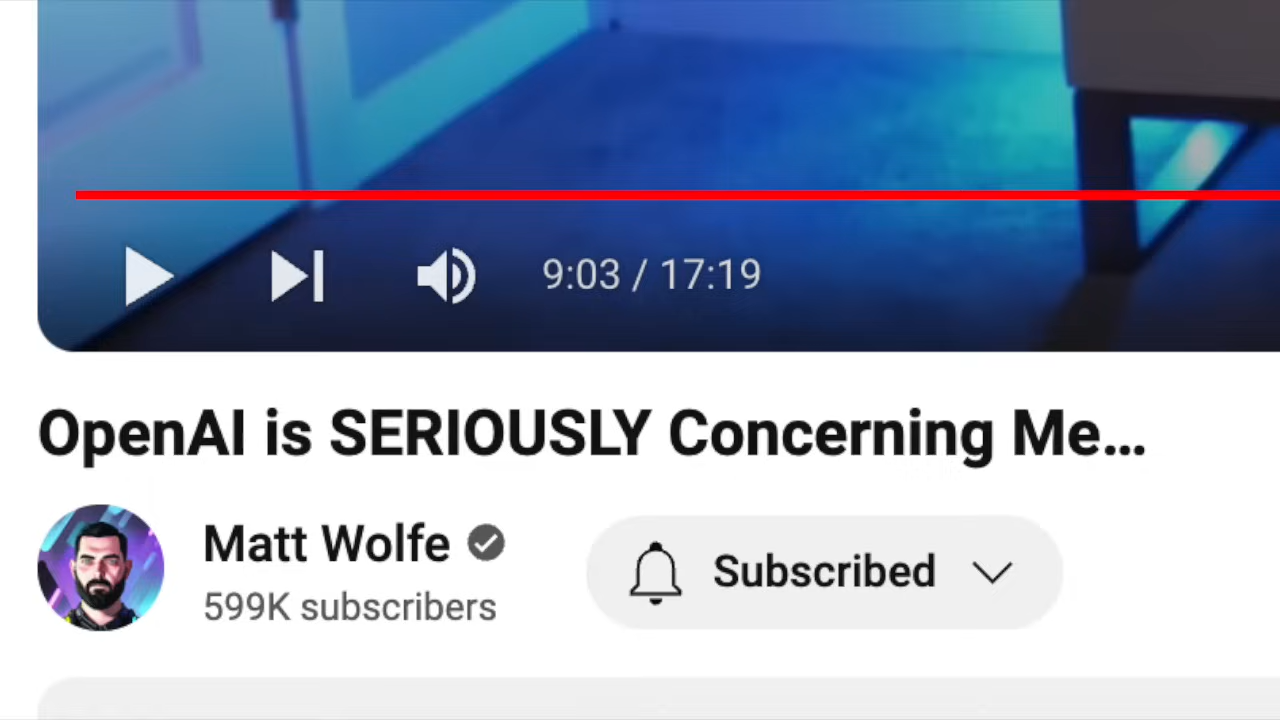 9:03 / 17:19
OpenAI is SERIOUSLY Concerning Me...
Matt Wolfe
Subscribed
599K subscribers